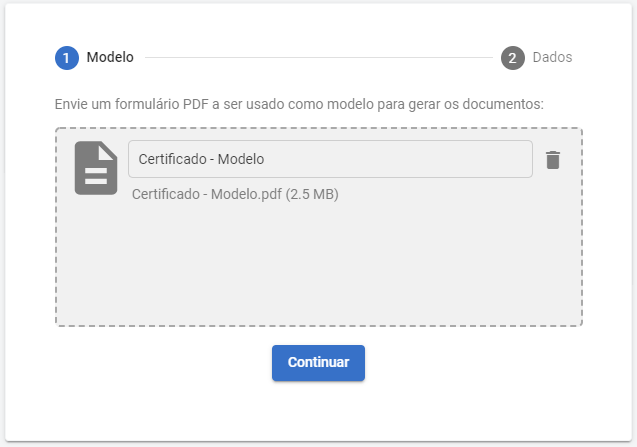 1 Modelo 2 Dados
Envie um formulário PDF a ser usado como modelo para gerar os documentos:
Certificado - Modelo
Certificado - Modelo.pdf (2.5 MB)
Continuar